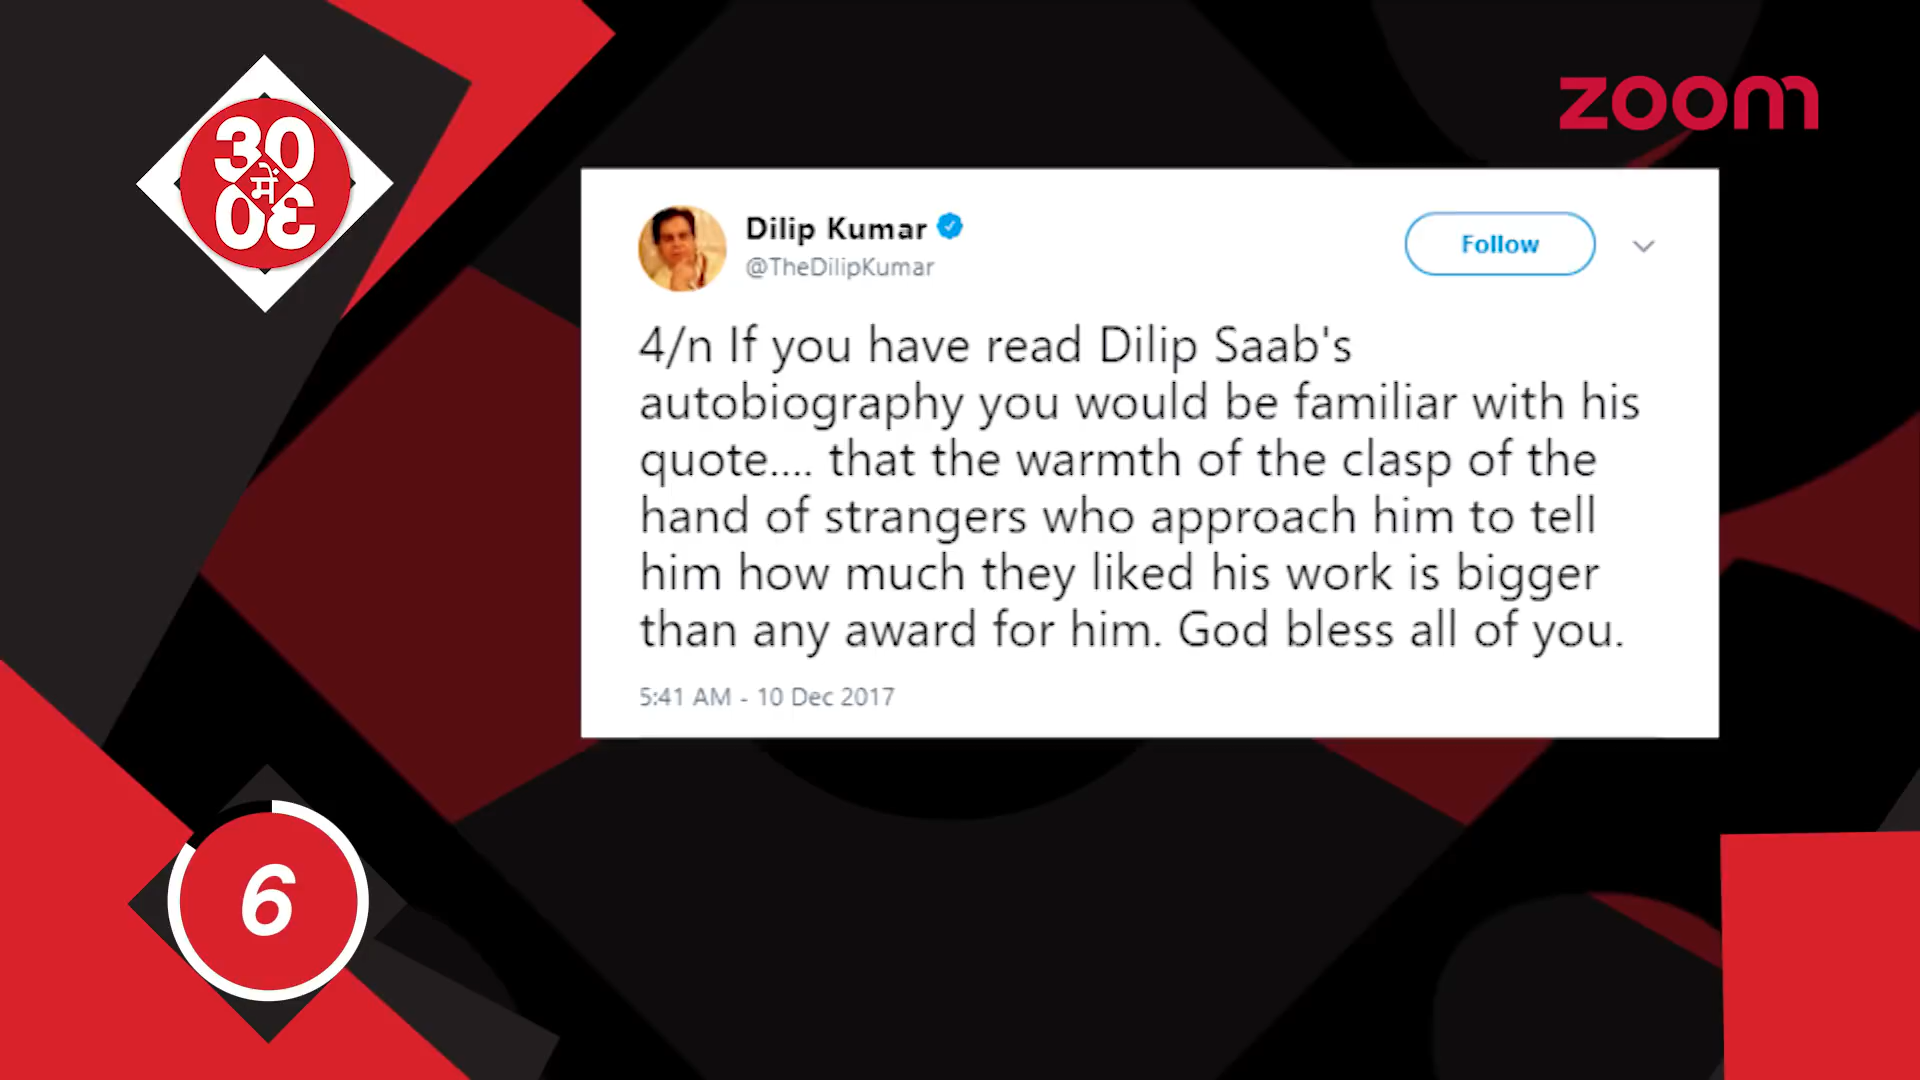 30
में
30
zoom
Dilip Kumar
@TheDilipKumar
Follow
4/n If you have read Dilip Saab's
autobiography you would be familiar with his
quote.... that the warmth of the clasp of the
hand of strangers who approach him to tell
him how much they liked his work is bigger
than any award for him. God bless all of you.
5:41 AM - 10 Dec 2017
6